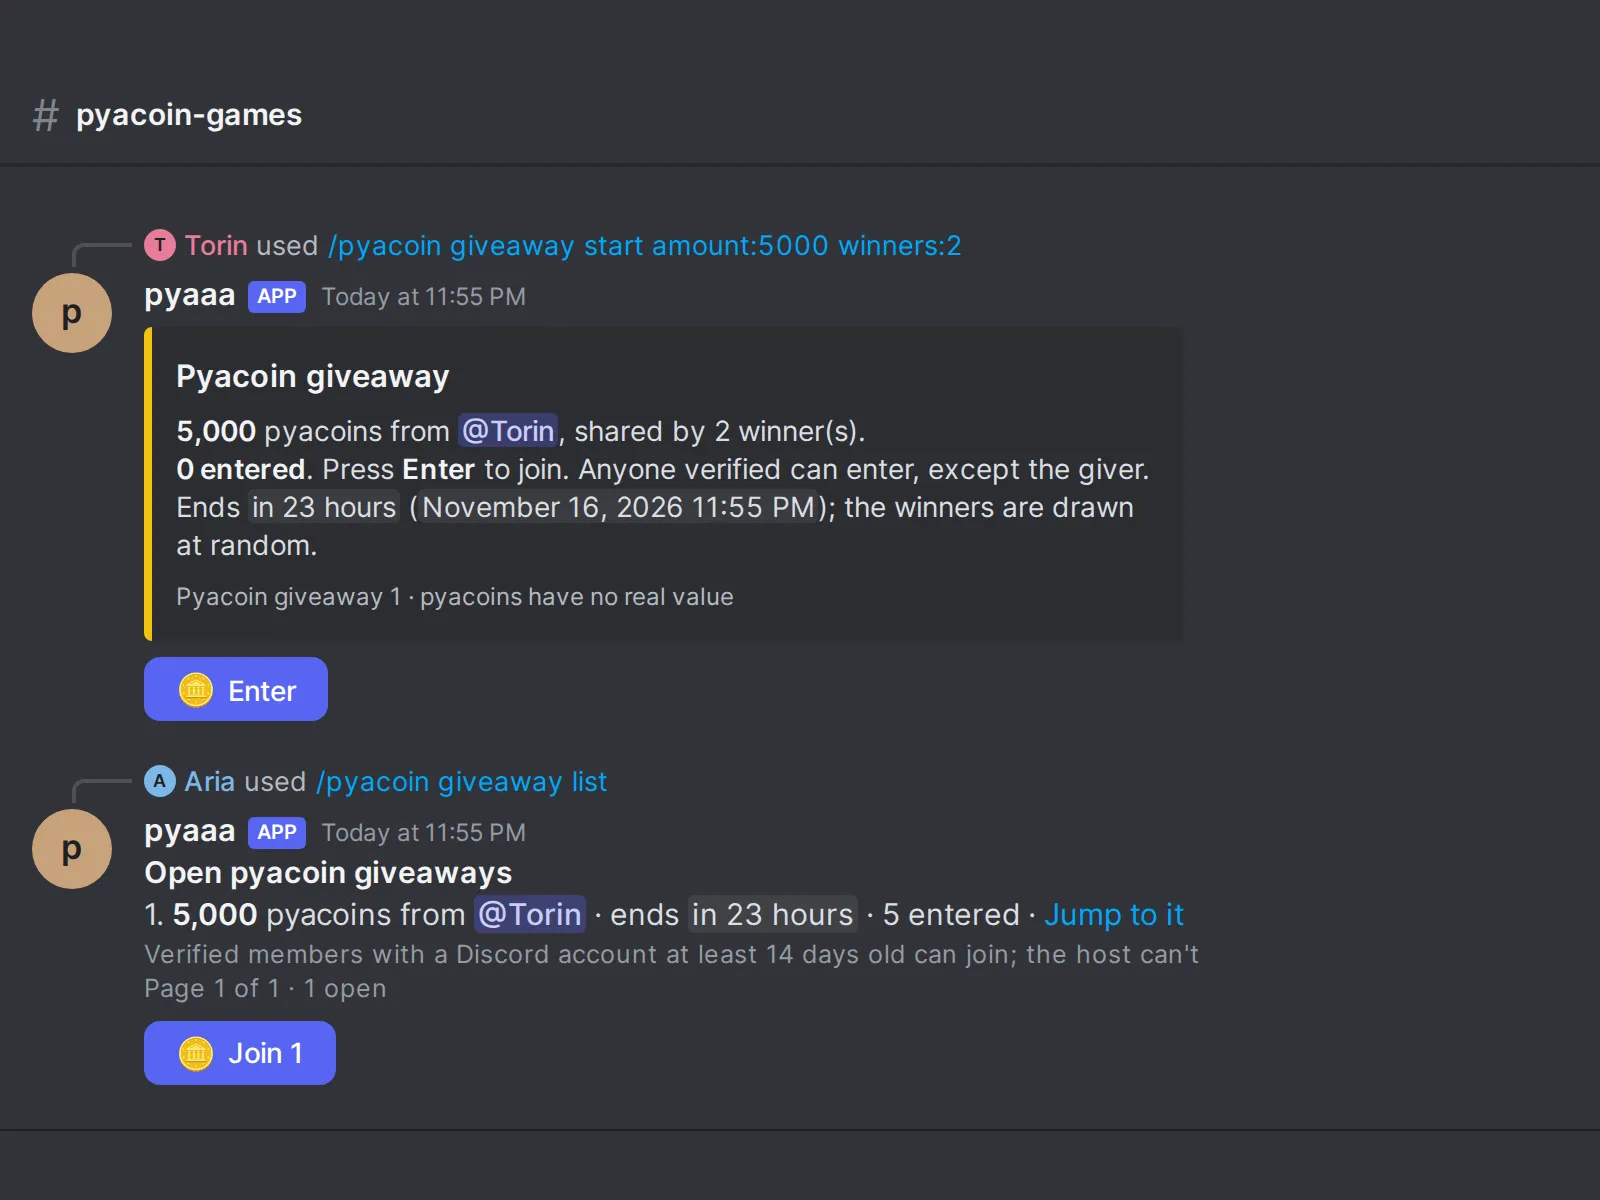 # pyacoin-games
T Torin used /pyacoin giveaway start amount:5000 winners:2
p
pyaaa APP Today at 11:55 PM
Pyacoin giveaway
5,000 pyacoins from @Torin, shared by 2 winner(s).
0 entered. Press Enter to join. Anyone verified can enter, except the giver.
Ends in 23 hours (November 16, 2026 11:55 PM); the winners are drawn
at random.
Pyacoin giveaway 1 · pyacoins have no real value
Enter
A Aria used /pyacoin giveaway list
p
pyaaa APP Today at 11:55 PM
Open pyacoin giveaways
1. 5,000 pyacoins from @Torin · ends in 23 hours · 5 entered · Jump to it
Verified members with a Discord account at least 14 days old can join; the host can't
Page 1 of 1 · 1 open
Join 1